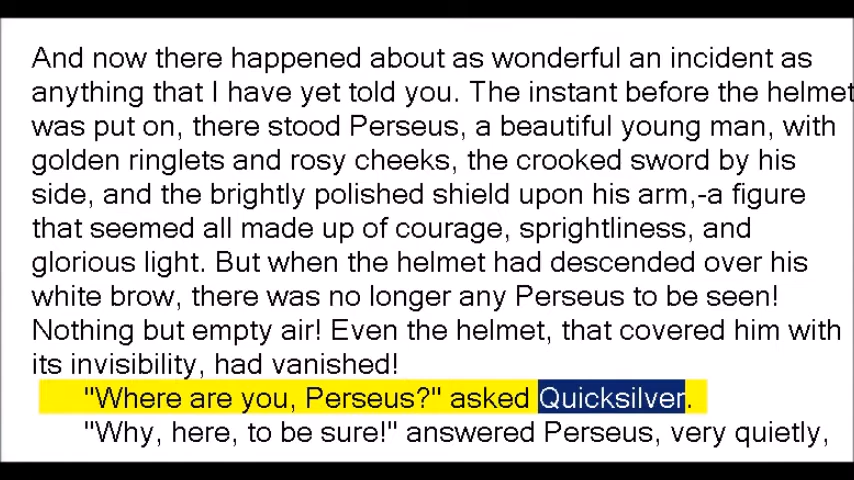 And now there happened about as wonderful an incident as
anything that I have yet told you. The instant before the helmet
was put on, there stood Perseus, a beautiful young man, with
golden ringlets and rosy cheeks, the crooked sword by his
side, and the brightly polished shield upon his arm,-a figure
that seemed all made up of courage, sprightliness, and
glorious light. But when the helmet had descended over his
white brow, there was no longer any Perseus to be seen!
Nothing but empty air! Even the helmet, that covered him with
its invisibility, had vanished!
"Where are you, Perseus?" asked Quicksilver.
"Why, here, to be sure!" answered Perseus, very quietly,